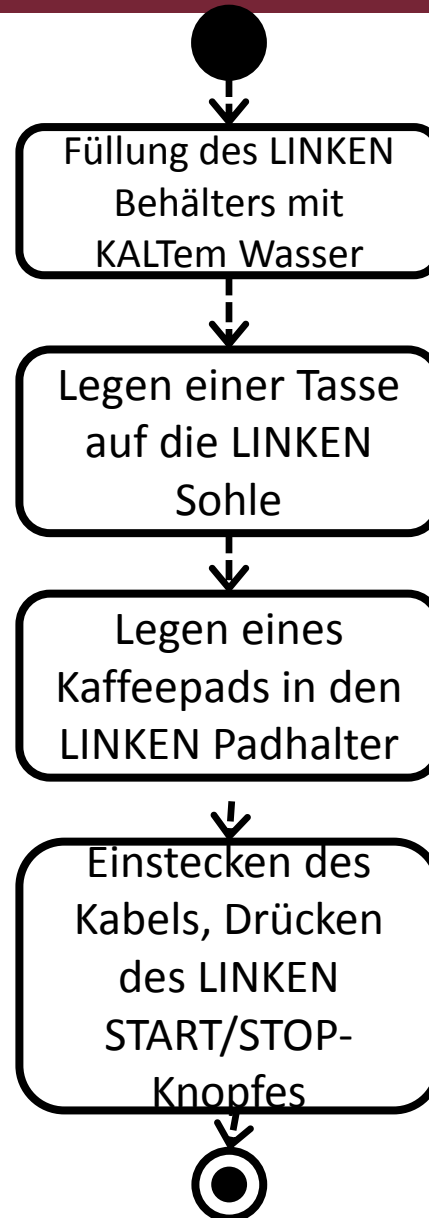 Füllung des LINKEN
Behälters mit
KALTem Wasser
Legen einer Tasse
auf die LINKEN
Sohle
Legen eines
Kaffeepads in den
LINKEN Padhalter
Einstecken des
Kabels, Drücken
des LINKEN
START/STOP-
Knopfes